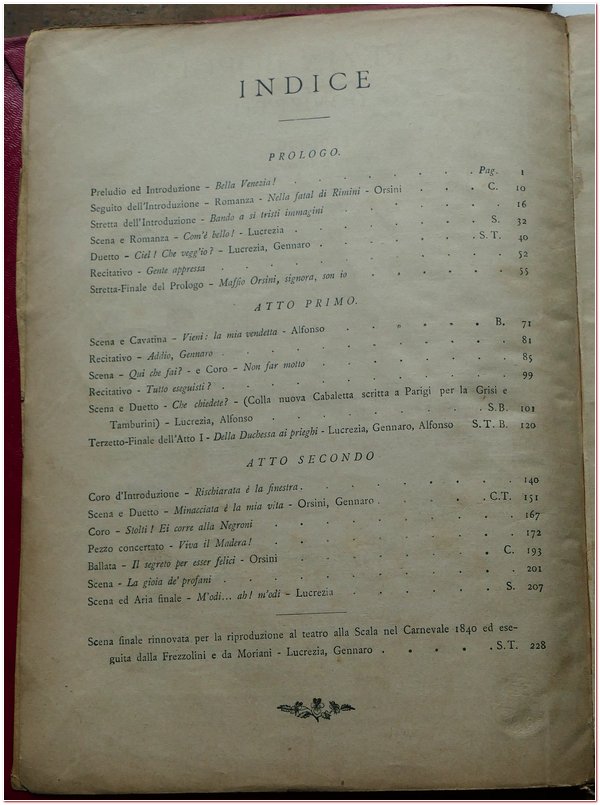 INDICE
PROLOGO.
Preludio ed Introduzione - Bella Venezia! . . . . . . . Pag. 1
Seguito dell'Introduzione - Romanza - Nella fatal di Rimini - Orsini . . . C. 10
Stretta dell'Introduzione - Bando a sì tristi immagini . . . . . . 16
Scena e Romanza - Com'è bello! - Lucrezia . . . . . . S. 32
Duetto - Ciel! Che vegg'io? - Lucrezia, Gennaro . . . . . S.T. 40
Recitativo - Gente appressa . . . . . . . . 52
Stretta-Finale del Prologo - Maffio Orsini, signora, son io . . . . . 55
ATTO PRIMO.
Scena e Cavatina - Vieni: la mia vendetta - Alfonso . . „ . . . B. 71
Recitativo - Addio, Gennaro . . . . . . . . 81
Scena - Qui che fai? - e Coro - Non far motto . . . . . . 85
Recitativo - Tutto eseguisti? . . . . . . . . 99
Scena e Duetto - Che chiedete? - (Colla nuova Cabaletta scritta a Parigi per la Grisi e
Tamburini) - Lucrezia, Alfonso . . . . . . . S.B. 101
Terzetto-Finale dell'Atto I - Della Duchessa ai prieghi - Lucrezia, Gennaro, Alfonso S.T.B. 120
ATTO SECONDO
Coro d'Introduzione - Rischiarata è la finestra . . . . . . . 140
Scena e Duetto - Minacciata è la mia vita - Orsini, Gennaro . . . . C.T. 151
Coro - Stolti! Ei corre alla Negroni . . . . . . . 167
Pezzo concertato - Viva il Madera! . . . . . . . 172
Ballata - Il segreto per esser felici - Orsini . . . . . . C. 193
Scena - La gioia de' profani . . . . . . . . 201
Scena ed Aria finale - M'odi... ah! m'odi - Lucrezia . . . . . S. 207
Scena finale rinnovata per la riproduzione al teatro alla Scala nel Carnevale 1840 ed ese-
guita dalla Frezzolini e da Moriani - Lucrezia, Gennaro . . . . . S.T. 228